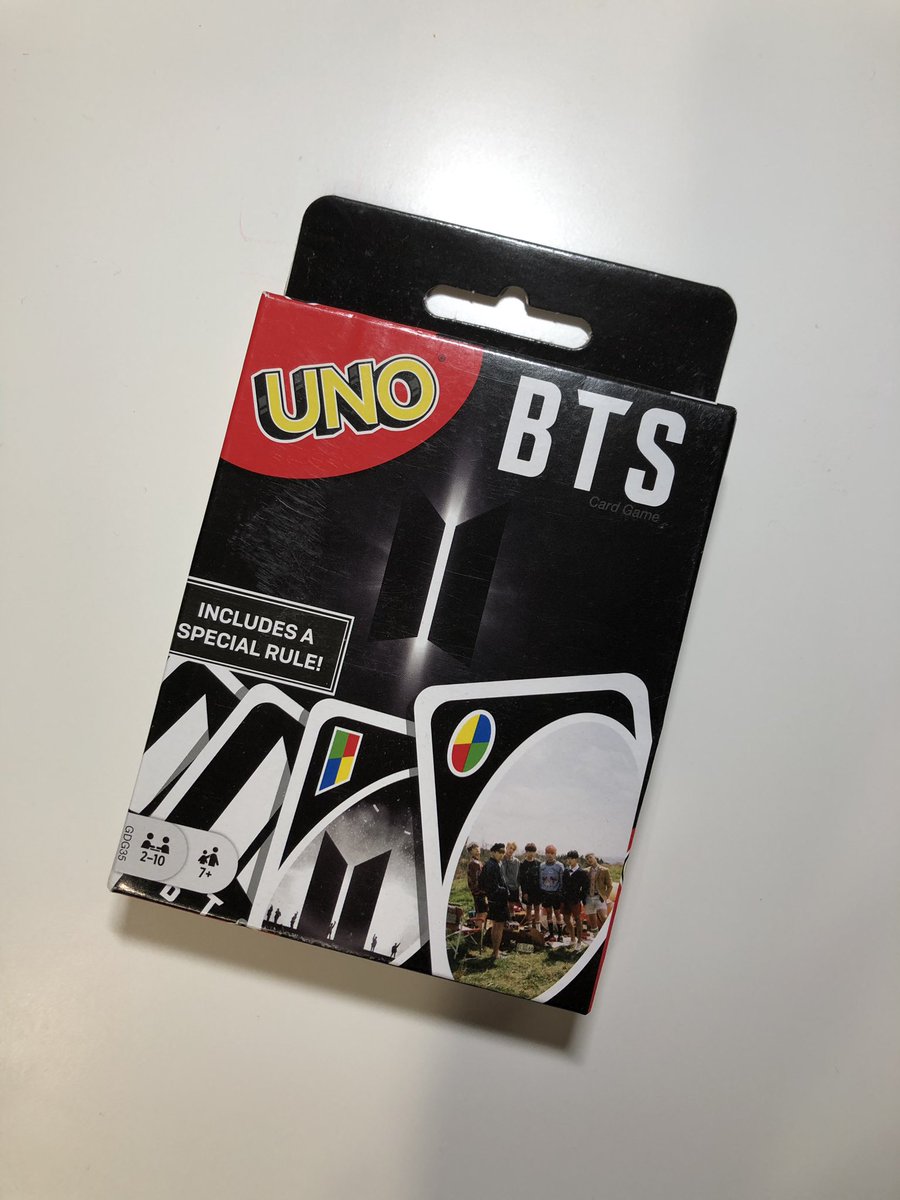 UNO
®
BTS
Card Game
INCLUDES A
SPECIAL RULE!
GDG35
2–10
7+
B T